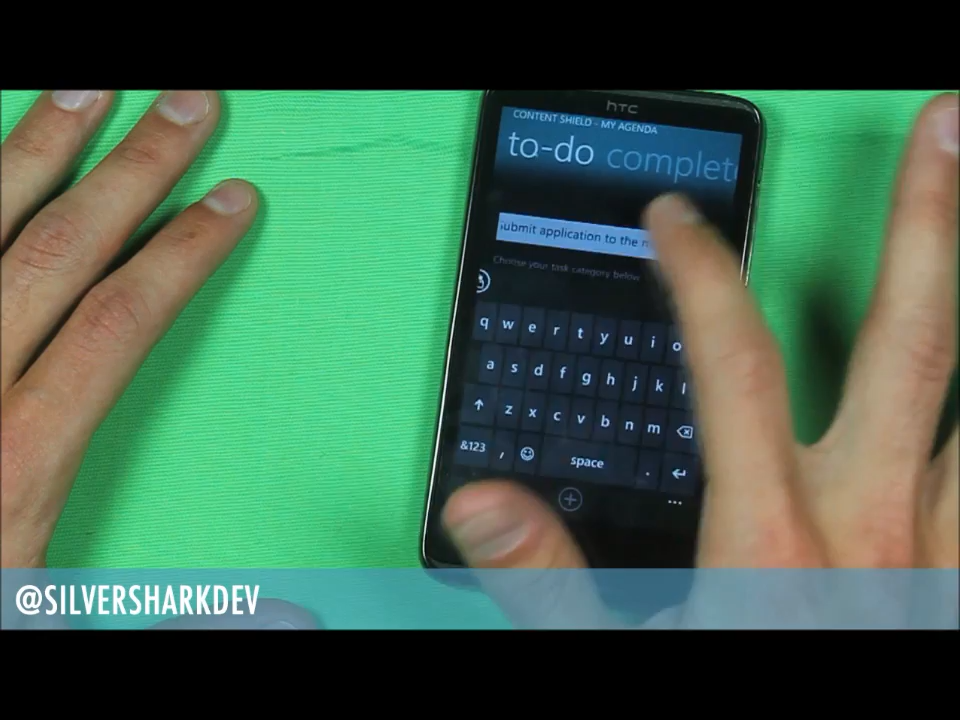 hTC
CONTENT SHIELD - MY AGENDA
to-do complet
submit application to the
Choose your task category below
q w e r t y u i o
a s d f g h j k l
z x c v b n m
&123 , space .
@SILVERSHARKDEV